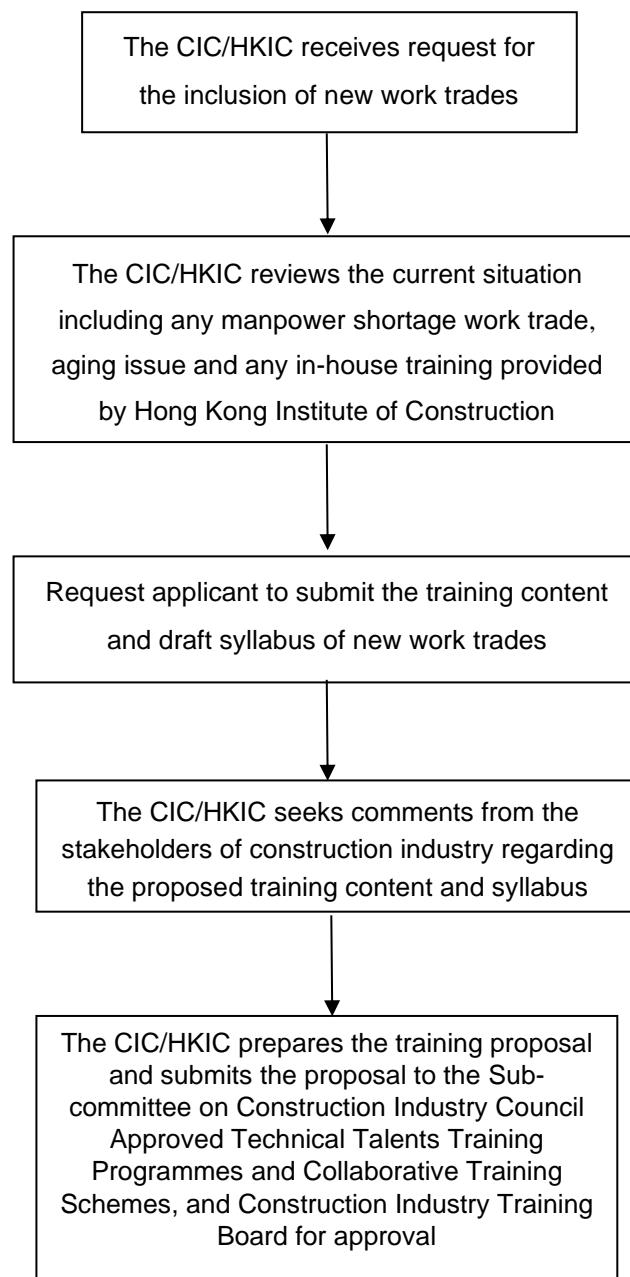 The CIC/HKIC receives request for
the inclusion of new work trades
The CIC/HKIC reviews the current situation
including any manpower shortage work trade,
aging issue and any in-house training provided
by Hong Kong Institute of Construction
Request applicant to submit the training content
and draft syllabus of new work trades
The CIC/HKIC seeks comments from the
stakeholders of construction industry regarding
the proposed training content and syllabus
The CIC/HKIC prepares the training proposal
and submits the proposal to the Sub-
committee on Construction Industry Council
Approved Technical Talents Training
Programmes and Collaborative Training
Schemes, and Construction Industry Training
Board for approval